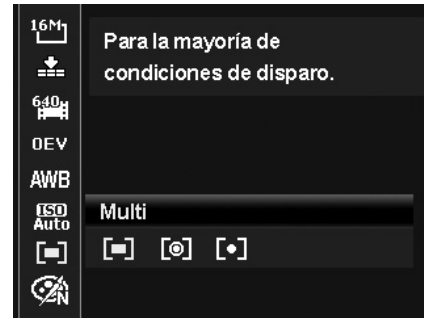 16M
Para la mayoría de
condiciones de disparo.
640
0EV
AWB
ISO
Auto
Multi
N